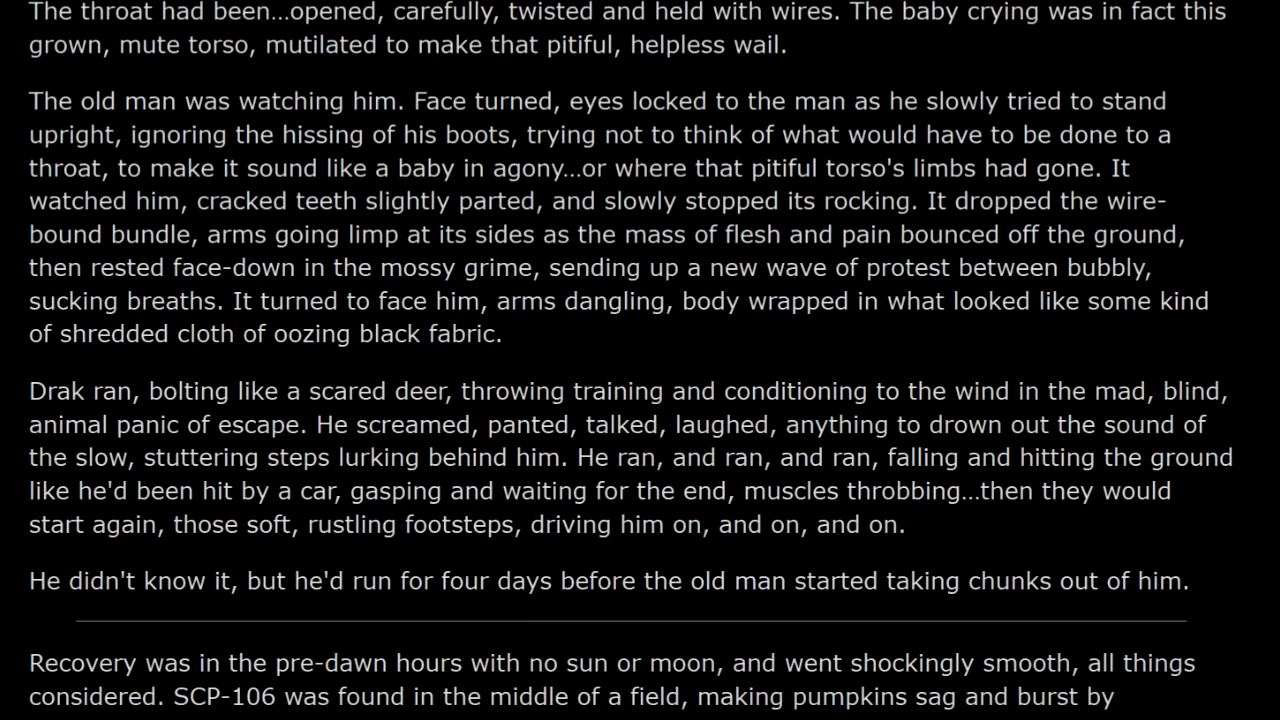 The throat had been…opened, carefully, twisted and held with wires. The baby crying was in fact this
grown, mute torso, mutilated to make that pitiful, helpless wail.
The old man was watching him. Face turned, eyes locked to the man as he slowly tried to stand
upright, ignoring the hissing of his boots, trying not to think of what would have to be done to a
throat, to make it sound like a baby in agony…or where that pitiful torso's limbs had gone. It
watched him, cracked teeth slightly parted, and slowly stopped its rocking. It dropped the wire-
bound bundle, arms going limp at its sides as the mass of flesh and pain bounced off the ground,
then rested face-down in the mossy grime, sending up a new wave of protest between bubbly,
sucking breaths. It turned to face him, arms dangling, body wrapped in what looked like some kind
of shredded cloth of oozing black fabric.
Drak ran, bolting like a scared deer, throwing training and conditioning to the wind in the mad, blind,
animal panic of escape. He screamed, panted, talked, laughed, anything to drown out the sound of
the slow, stuttering steps lurking behind him. He ran, and ran, and ran, falling and hitting the ground
like he'd been hit by a car, gasping and waiting for the end, muscles throbbing…then they would
start again, those soft, rustling footsteps, driving him on, and on, and on.
He didn't know it, but he'd run for four days before the old man started taking chunks out of him.
Recovery was in the pre-dawn hours with no sun or moon, and went shockingly smooth, all things
considered. SCP-106 was found in the middle of a field, making pumpkins sag and burst by